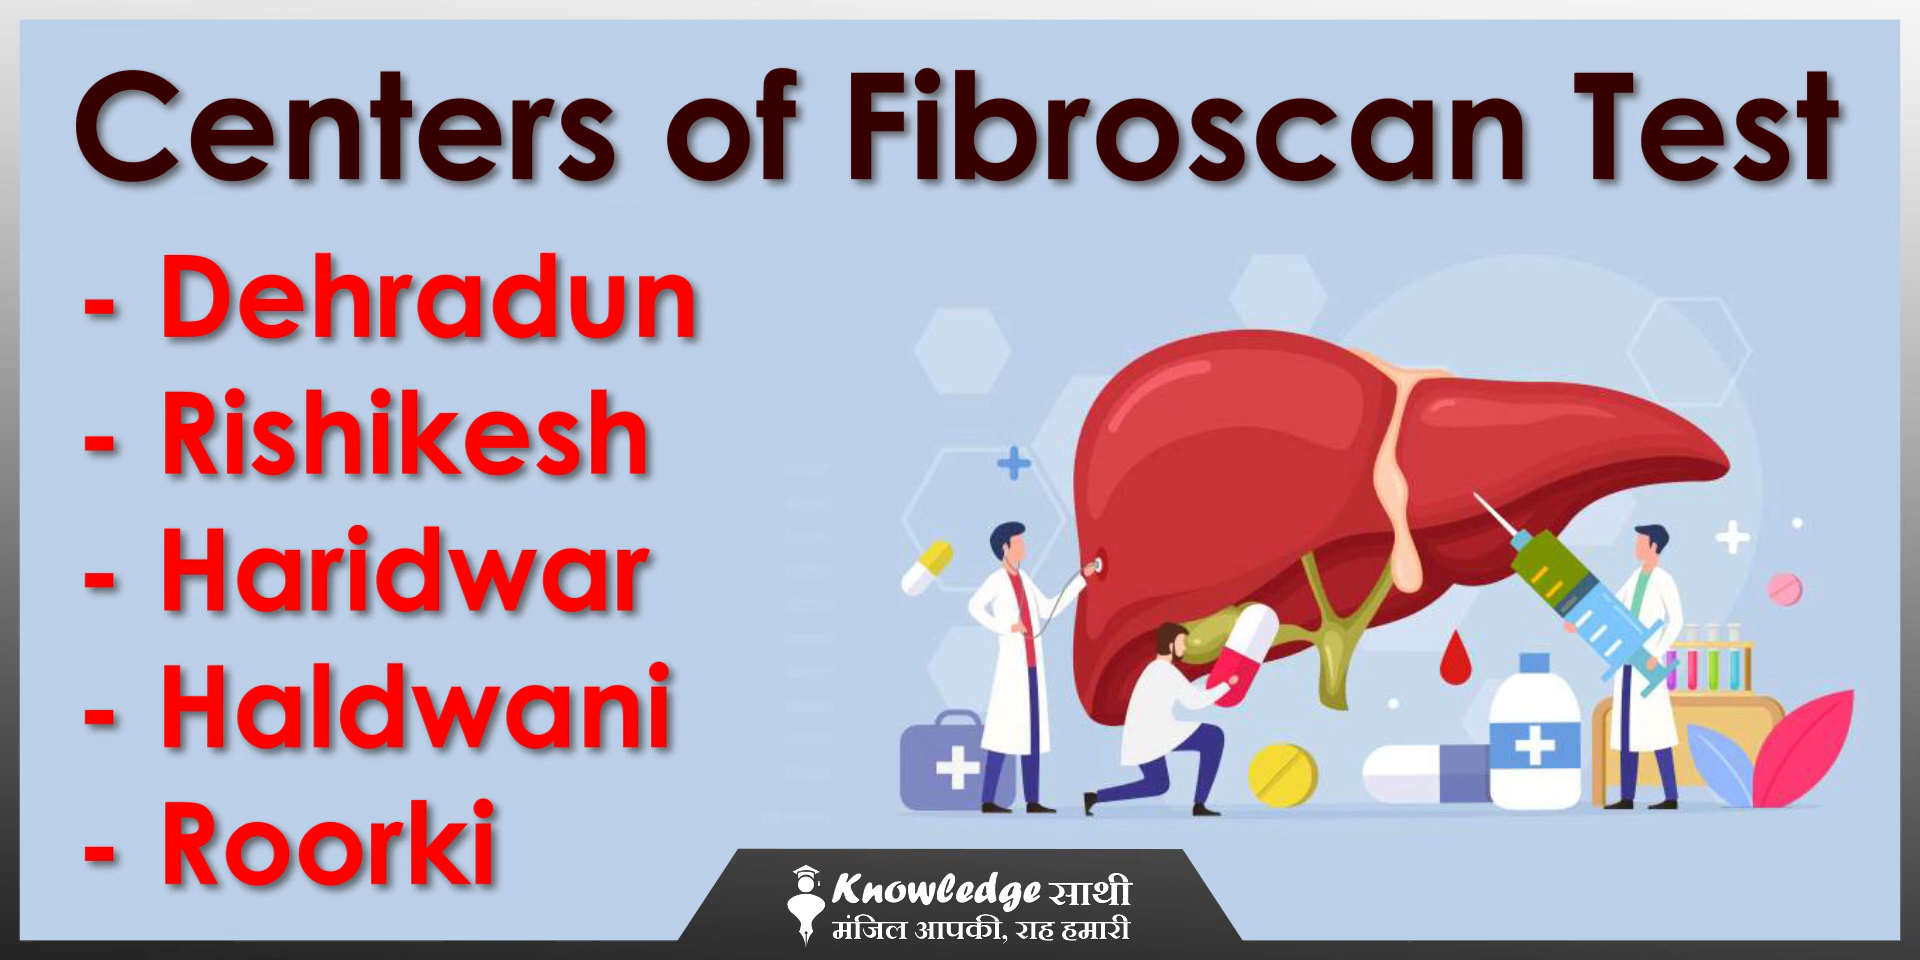 Centers of Fibroscan Test
- Dehradun
- Rishikesh
- Haridwar
- Haldwani
- Roorki
Knowledge साथी
मंजिल आपकी, राह हमारी